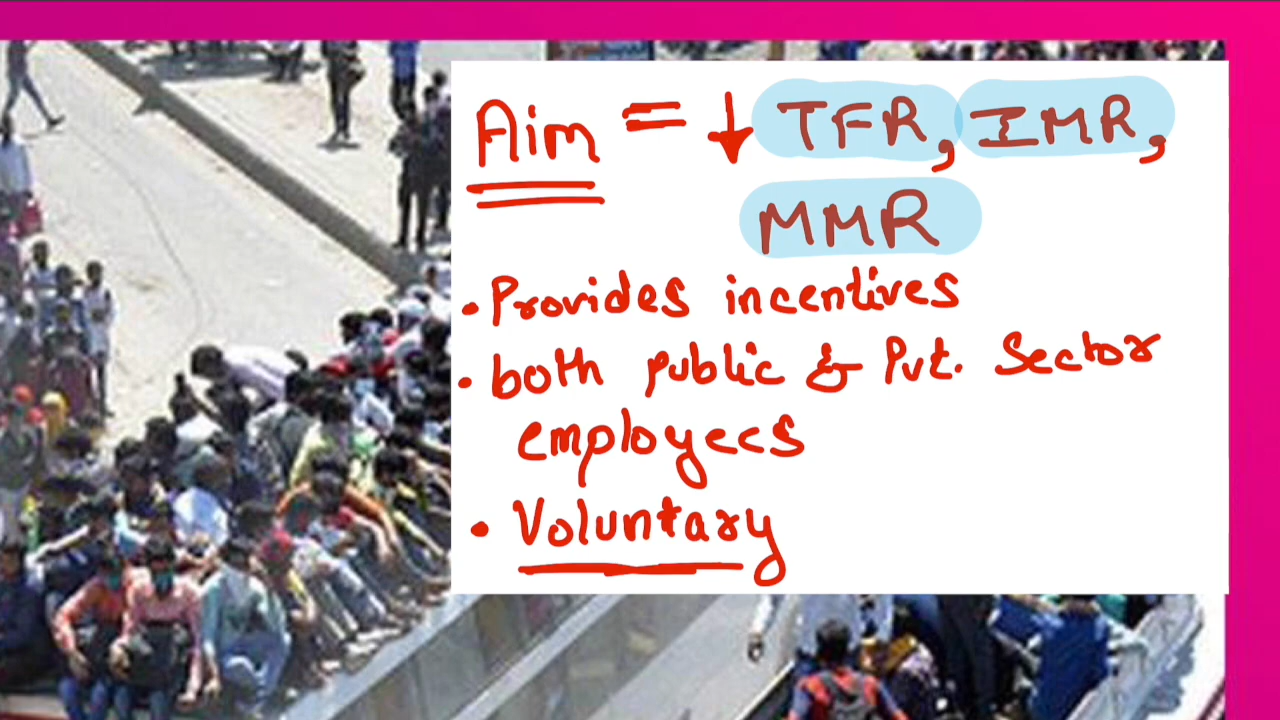 Aim = ↓ TFR, IMR,
MMR
• Provides incentives
• both public & Pvt. Sector
employees
• Voluntary